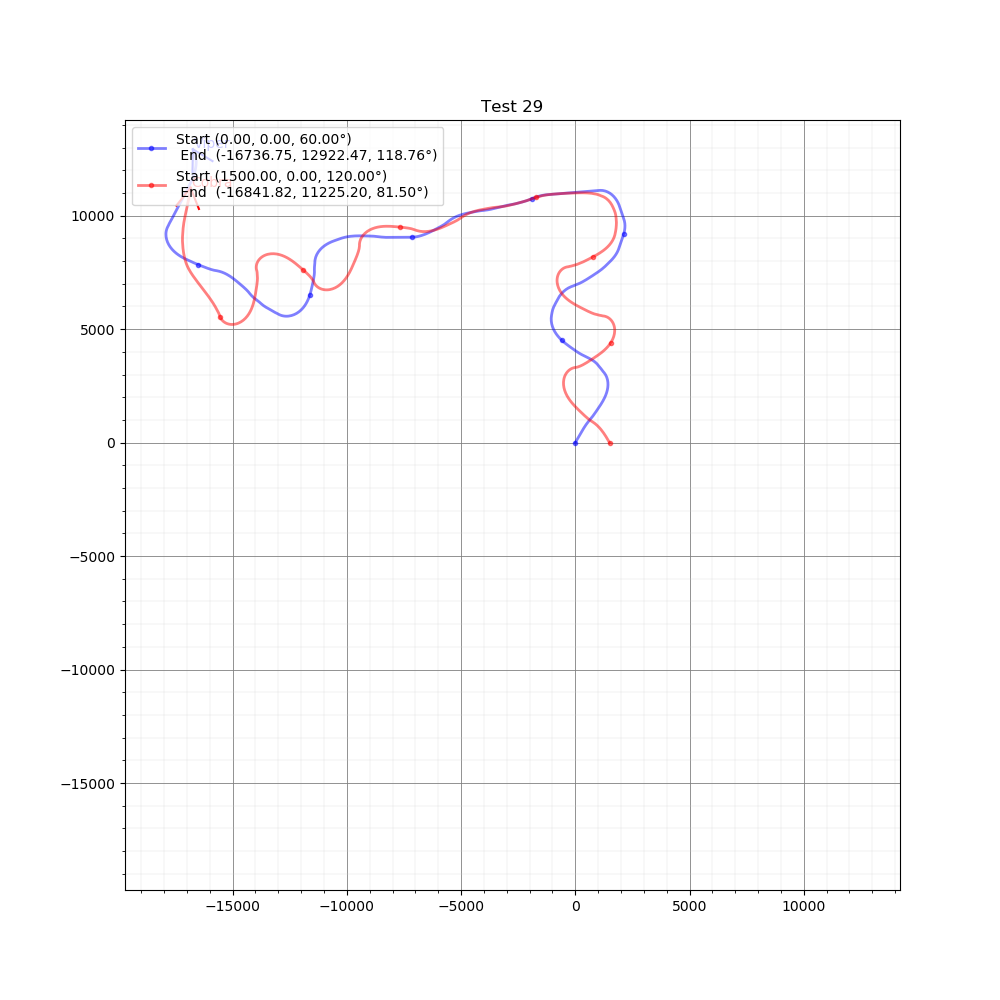 Test 29
Start (0.00, 0.00, 60.00°)
End (-16736.75, 12922.47, 118.76°)
Start (1500.00, 0.00, 120.00°)
End (-16841.82, 11225.20, 81.50°)
10000
5000
0
−5000
−10000
−15000
−15000 −10000 −5000 0 5000 10000